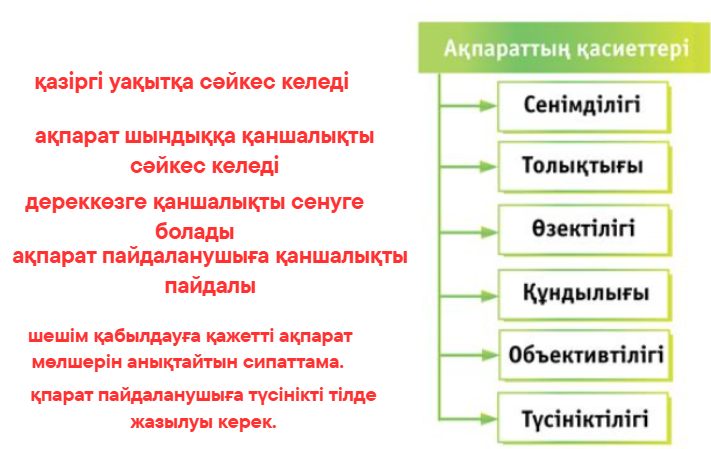 қазіргі уақытқа сәйкес келеді
ақпарат шындыққа қаншалықты
сәйкес келеді
дереккөзге қаншалықты сенуге
болады
ақпарат пайдаланушыға қаншалықты
пайдалы
шешім қабылдауға қажетті ақпарат
мөлшерін анықтайтын сипаттама.
қпарат пайдаланушыға түсінікті тілде
жазылуы керек.
Ақпараттың қасиеттері
Сенімділігі
Толықтығы
Өзектілігі
Құндылығы
Объективтілігі
Түсініктілігі